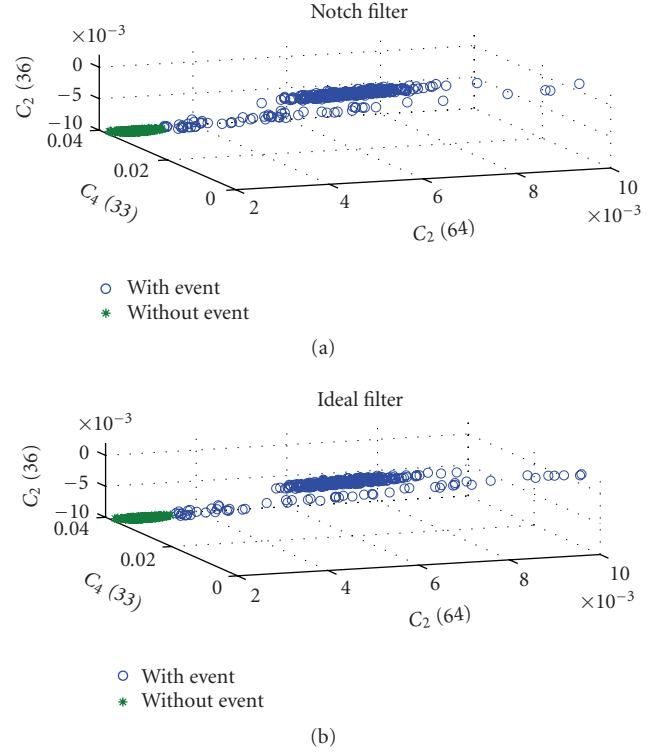 Notch filter
×10⁻³
0
−5
−10
C₂ (36)
0.04
0.02
0
C₄ (33)
2
4
6
8
10
×10⁻³
C₂ (64)
With event
Without event
(a)
Ideal filter
×10⁻³
0
−5
−10
C₂ (36)
0.04
0.02
0
C₄ (33)
2
4
6
8
10
×10⁻³
C₂ (64)
With event
Without event
(b)